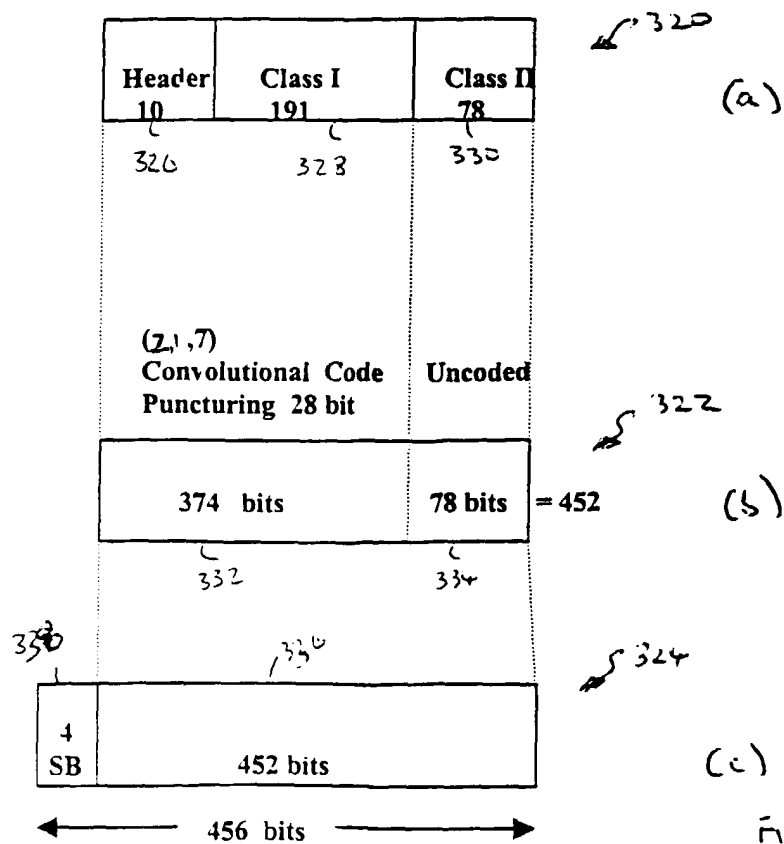 320
Header Class I Class II
10 191 78
(a)
326 328 330
(2,1,7)
Convolutional Code Uncoded
Puncturing 28 bit
322
374 bits 78 bits = 452
(b)
332 334
336
324
4
SB 452 bits
(c)
456 bits